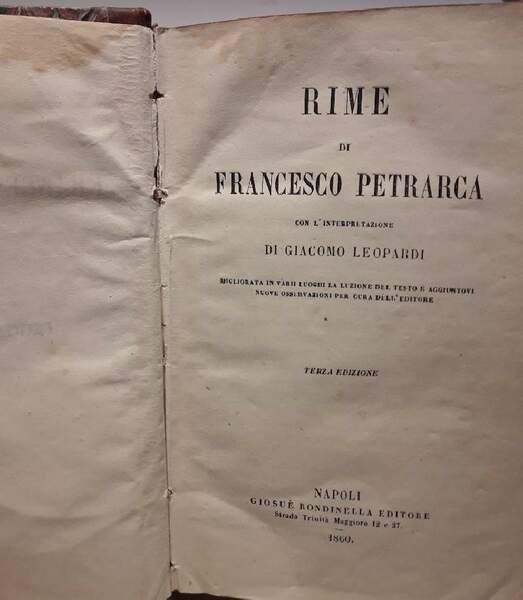 RIME
DI
FRANCESCO PETRARCA
CON L'INTERPRETAZIONE
DI GIACOMO LEOPARDI
MIGLIORATA IN VARII LUOGHI LA LEZIONE DEL TESTO E AGGIUNTOVI
NUOVE OSSERVAZIONI PER CURA DELL'EDITORE
TERZA EDIZIONE
NAPOLI
GIOSUÈ RONDINELLA EDITORE
Strada Trinità Maggiore 12 e 27.
1860.